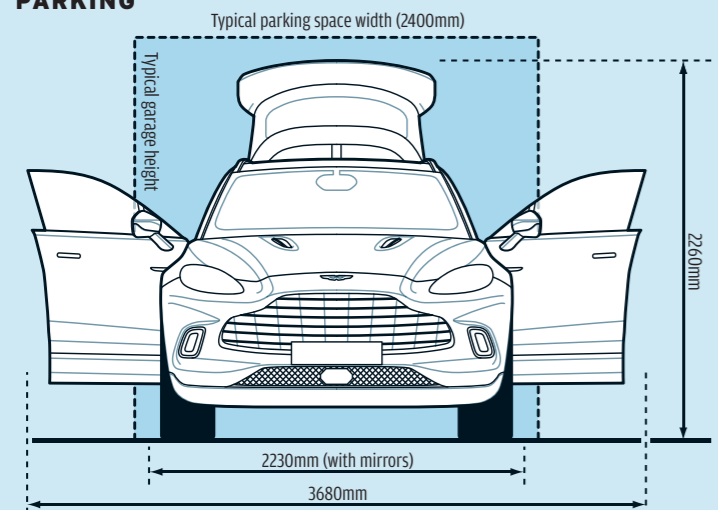 PARKING
Typical parking space width (2400mm)
Typical garage height
2260mm
2230mm (with mirrors)
3680mm